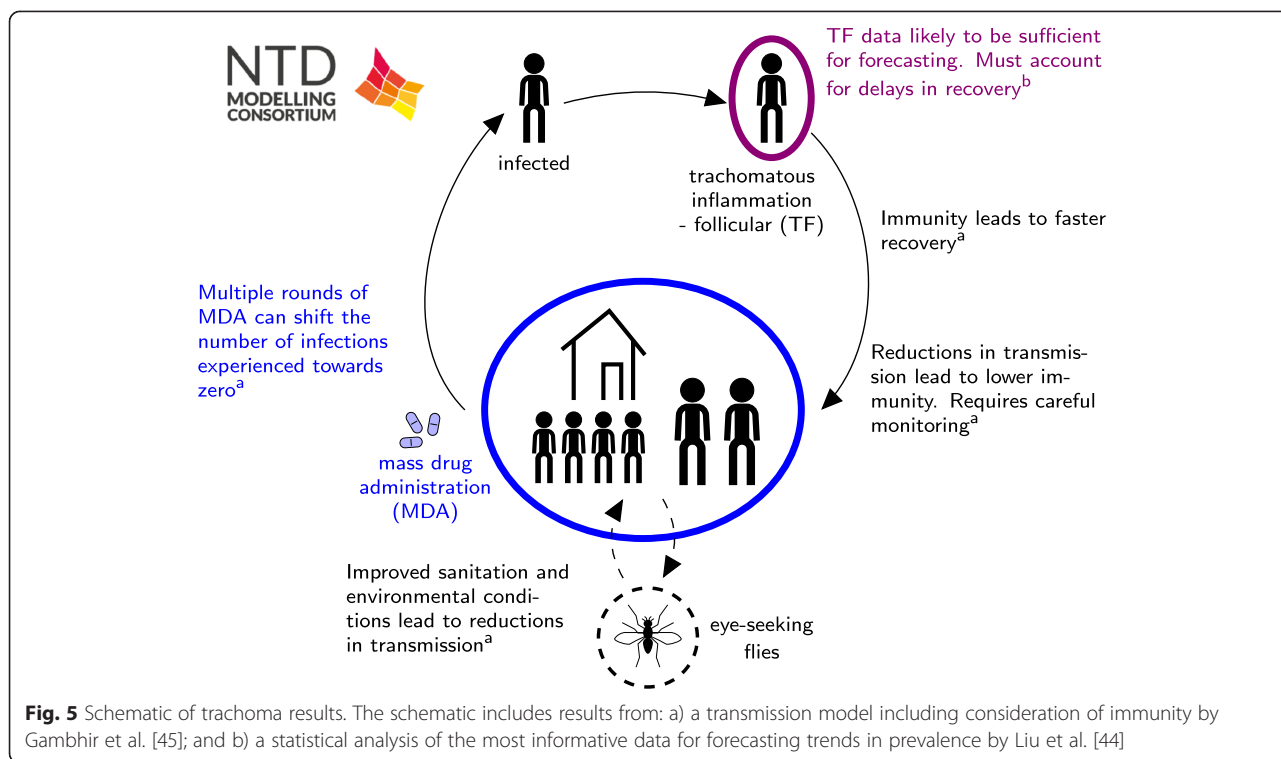 NTD
MODELLING
CONSORTIUM
infected
trachomatous
inflammation
- follicular (TF)
TF data likely to be sufficient
for forecasting. Must account
for delays in recovery^b
Immunity leads to faster
recovery^a
Multiple rounds of
MDA can shift the
number of infections
experienced towards
zero^a
Reductions in transmis-
sion lead to lower im-
munity. Requires careful
monitoring^a
mass drug
administration
(MDA)
Improved sanitation and
environmental condi-
tions lead to reductions
in transmission^a
eye-seeking
flies
Fig. 5 Schematic of trachoma results. The schematic includes results from: a) a transmission model including consideration of immunity by
Gambhir et al. [45]; and b) a statistical analysis of the most informative data for forecasting trends in prevalence by Liu et al. [44]